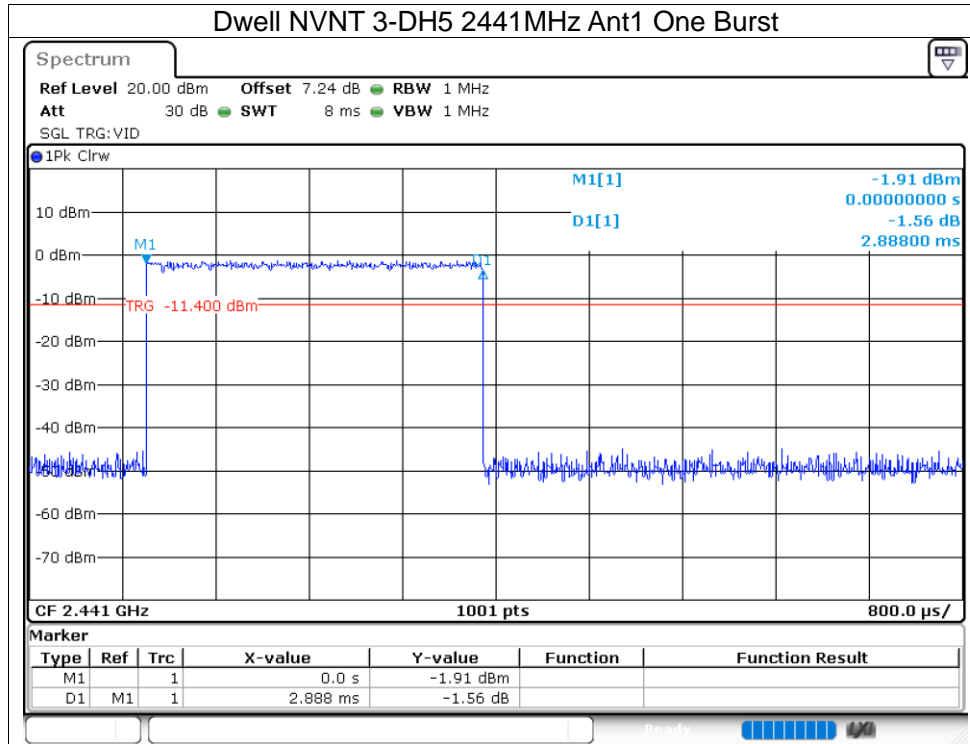 Dwell NVNT 3-DH5 2441MHz Ant1 One Burst
Spectrum
Ref Level 20.00 dBm Offset 7.24 dB RBW 1 MHz
Att 30 dB SWT 8 ms VBW 1 MHz
SGL TRG:VID
1Pk Clrw
M1[1] -1.91 dBm
0.00000000 s
10 dBm
D1[1] -1.56 dB
2.88800 ms
M1
0 dBm
D1
-10 dBm
TRG -11.400 dBm
-20 dBm
-30 dBm
-40 dBm
-50 dBm
-60 dBm
-70 dBm
CF 2.441 GHz 1001 pts 800.0 µs/
Marker
Type Ref Trc X-value Y-value Function Function Result
M1 1 0.0 s -1.91 dBm
D1 M1 1 2.888 ms -1.56 dB
Ready